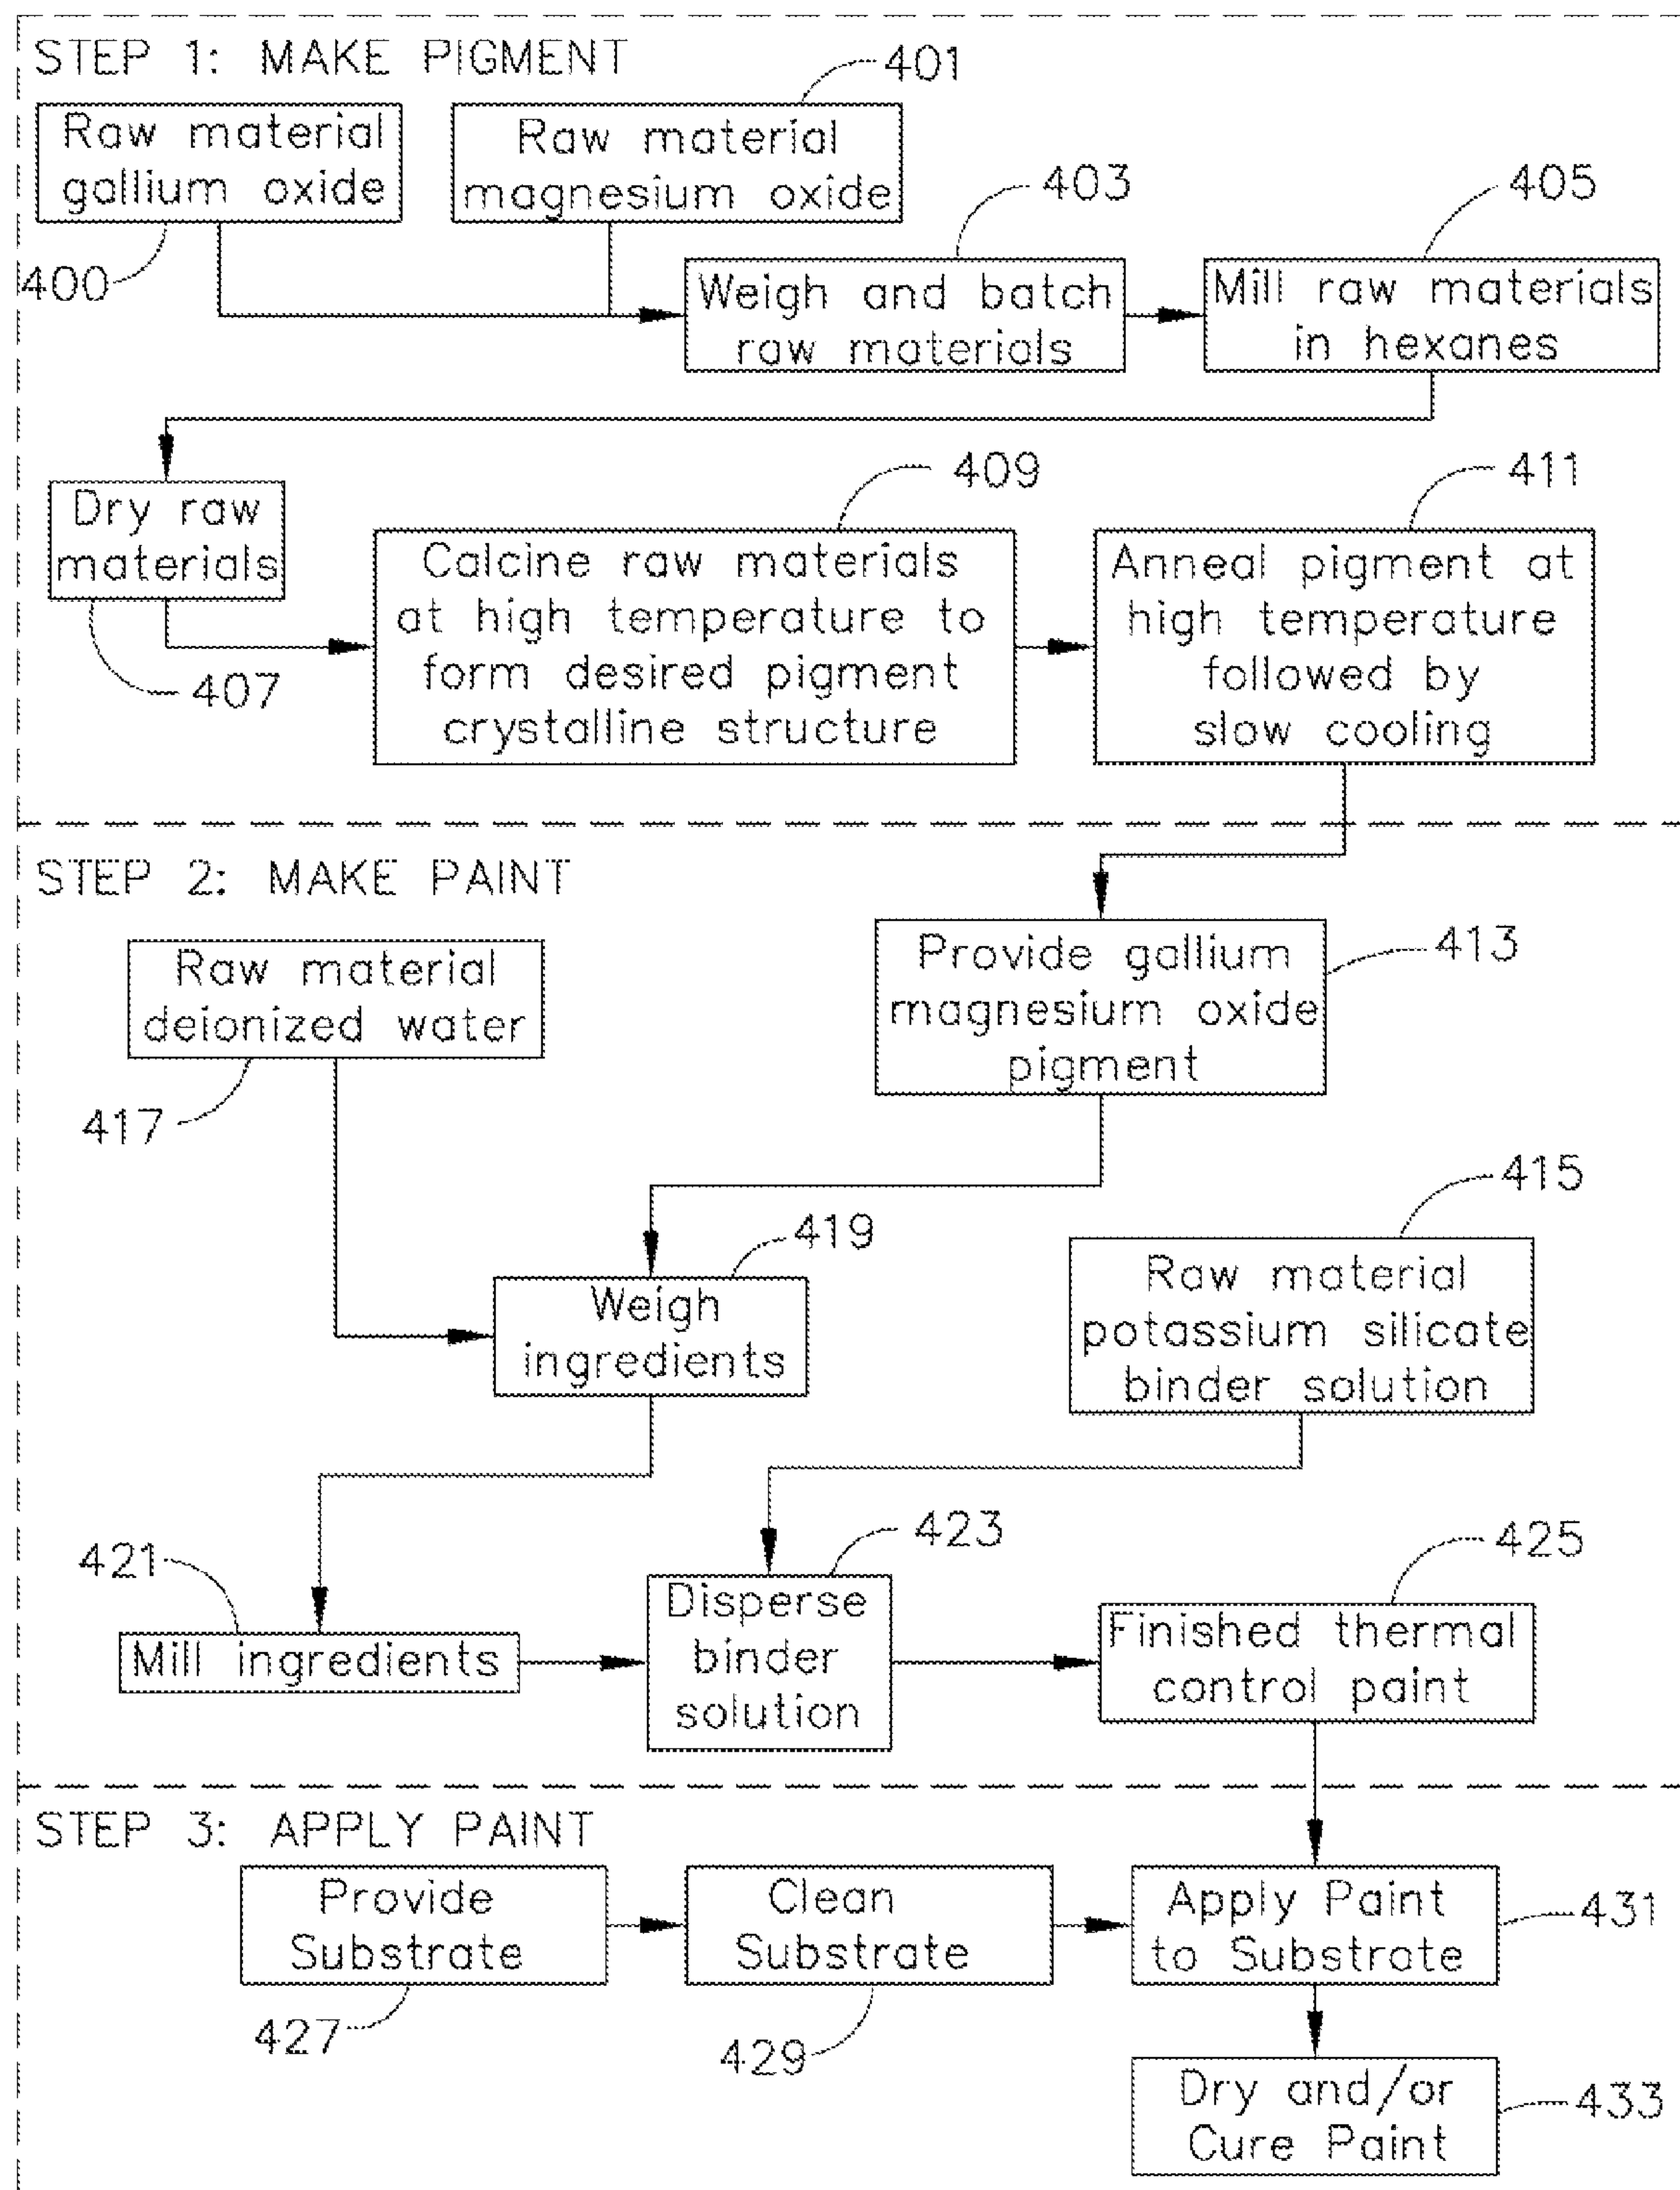 STEP 1: MAKE PIGMENT
401
Raw material
gallium oxide
Raw material
magnesium oxide
400
403
405
Weigh and batch
raw materials
Mill raw materials
in hexanes
409
411
Dry raw
materials
407
Calcine raw materials
at high temperature to
form desired pigment
crystalline structure
Anneal pigment at
high temperature
followed by
slow cooling
STEP 2: MAKE PAINT
Raw material
deionized water
417
Provide gallium
magnesium oxide
pigment
413
415
419
Weigh
ingredients
Raw material
potassium silicate
binder solution
421
423
425
Mill ingredients
Disperse
binder
solution
Finished thermal
control paint
STEP 3: APPLY PAINT
Provide
Substrate
427
Clean
Substrate
429
Apply Paint
to Substrate
431
Dry and/or
Cure Paint
433